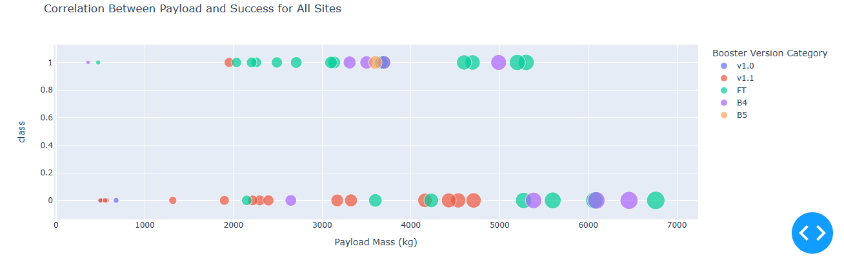 Correlation Between Payload and Success for All Sites
Booster Version Category
v1.0
v1.1
FT
B4
B5
class
1
0.8
0.6
0.4
0.2
0
0 1000 2000 3000 4000 5000 6000 7000
Payload Mass (kg)